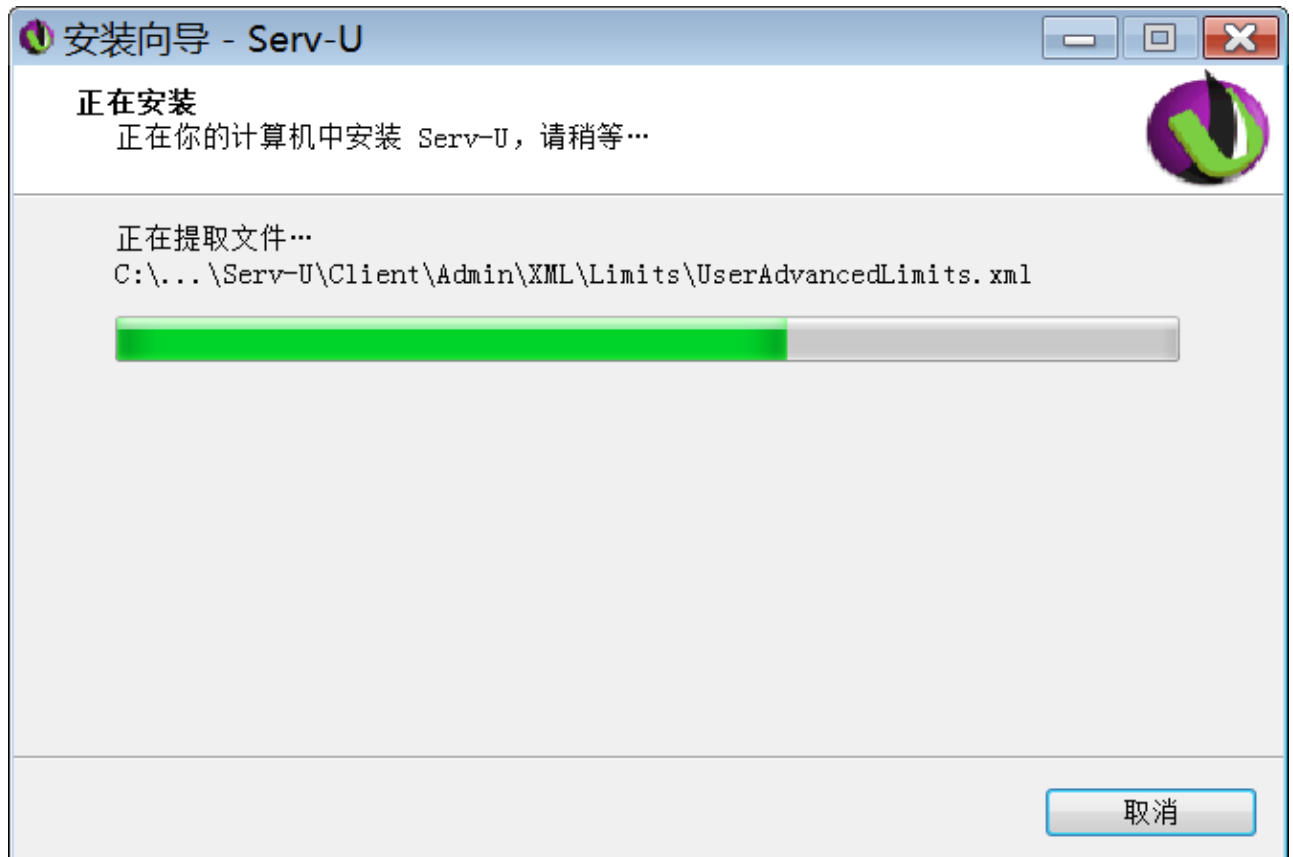 安装向导 - Serv-U
正在安装
正在你的计算机中安装 Serv-U，请稍等…
正在提取文件…
C:\...\Serv-U\Client\Admin\XML\Limits\UserAdvancedLimits.xml
取消